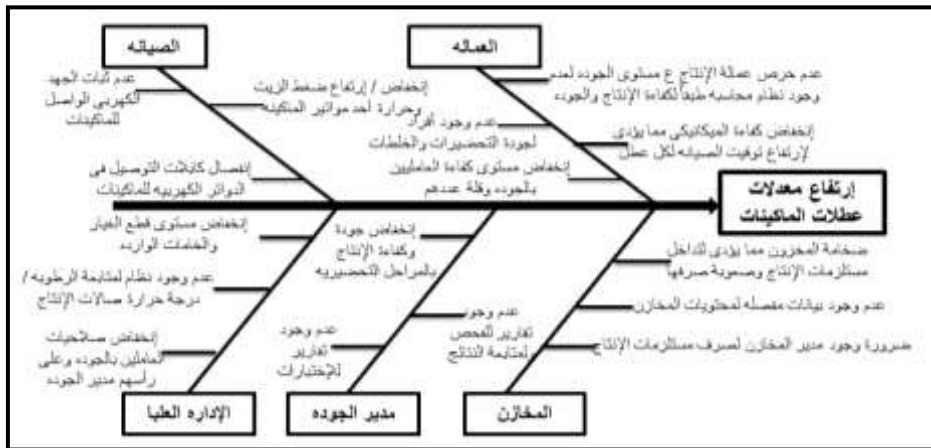 العماله
الصيانه
عدم حرص عمالة الإنتاج ع مستوى الجوده لعدم
وجود نظام محاسبه طبقاً لكفاءة الإنتاج والجوده
إنخفاض كفاءة الميكانيكى مما يؤدى
لإرتفاع توقيت الصيانه لكل عطل
عدم وجود أفراد
لجودة التحضيرات والخلطات
إنخفاض مستوى كفاءة العامليين
بالجوده وقلة عددهم
إنخفاض / إرتفاع ضغط الزيت
وحرارة أحد مواتير الماكينه
عدم ثبات الجهد
الكهربى الواصل
للماكينات
إنفصال كابلات التوصيل فى
الدوائر الكهربيه للماكينات
إرتفاع معدلات
عطلات الماكينات
ضخامة المخزون مما يؤدى لتداخل
مستلزمات الإنتاج وصعوبة صرفها
عدم وجود بيانات مفصله لمحتويات المخازن
ضرورة وجود مدير المخازن لصرف مستلزمات الإنتاج
إنخفاض جودة
وكفاءة الإنتاج
بالمراحل التحضيريه
عدم وجود
تقارير للفحص
لمتابعة النتائج
عدم وجود
تقارير
للإختبارات
إنخفاض مستوى قطع الغيار
والخامات الوارده
عدم وجود نظام لمتابعة الرطوبه /
درجة حرارة صالات الإنتاج
إنخفاض صلاحيات
العاملين بالجوده وعلى
رأسهم مدير الجوده
المخازن
مدير الجوده
الإداره العليا